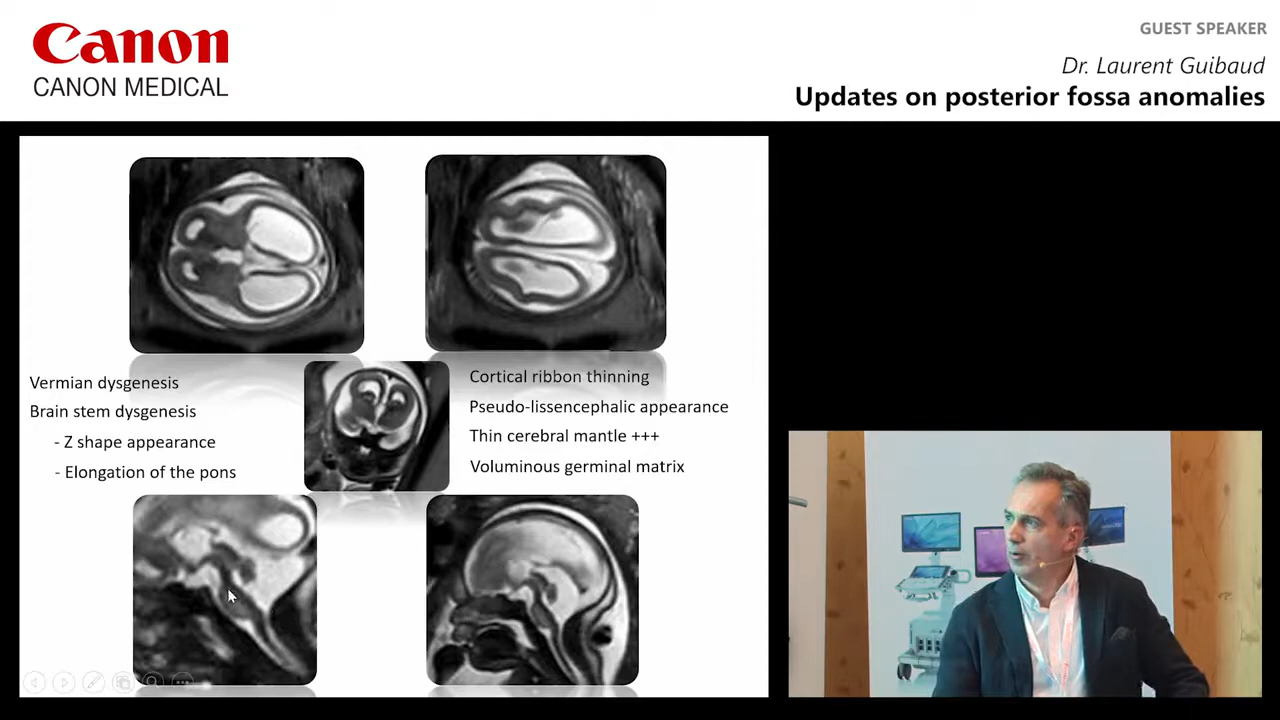 Canon
CANON MEDICAL
GUEST SPEAKER
Dr. Laurent Guibaud
Updates on posterior fossa anomalies
Vermian dysgenesis
Brain stem dysgenesis
- Z shape appearance
- Elongation of the pons
Cortical ribbon thinning
Pseudo-lissencephalic appearance
Thin cerebral mantle +++
Voluminous germinal matrix